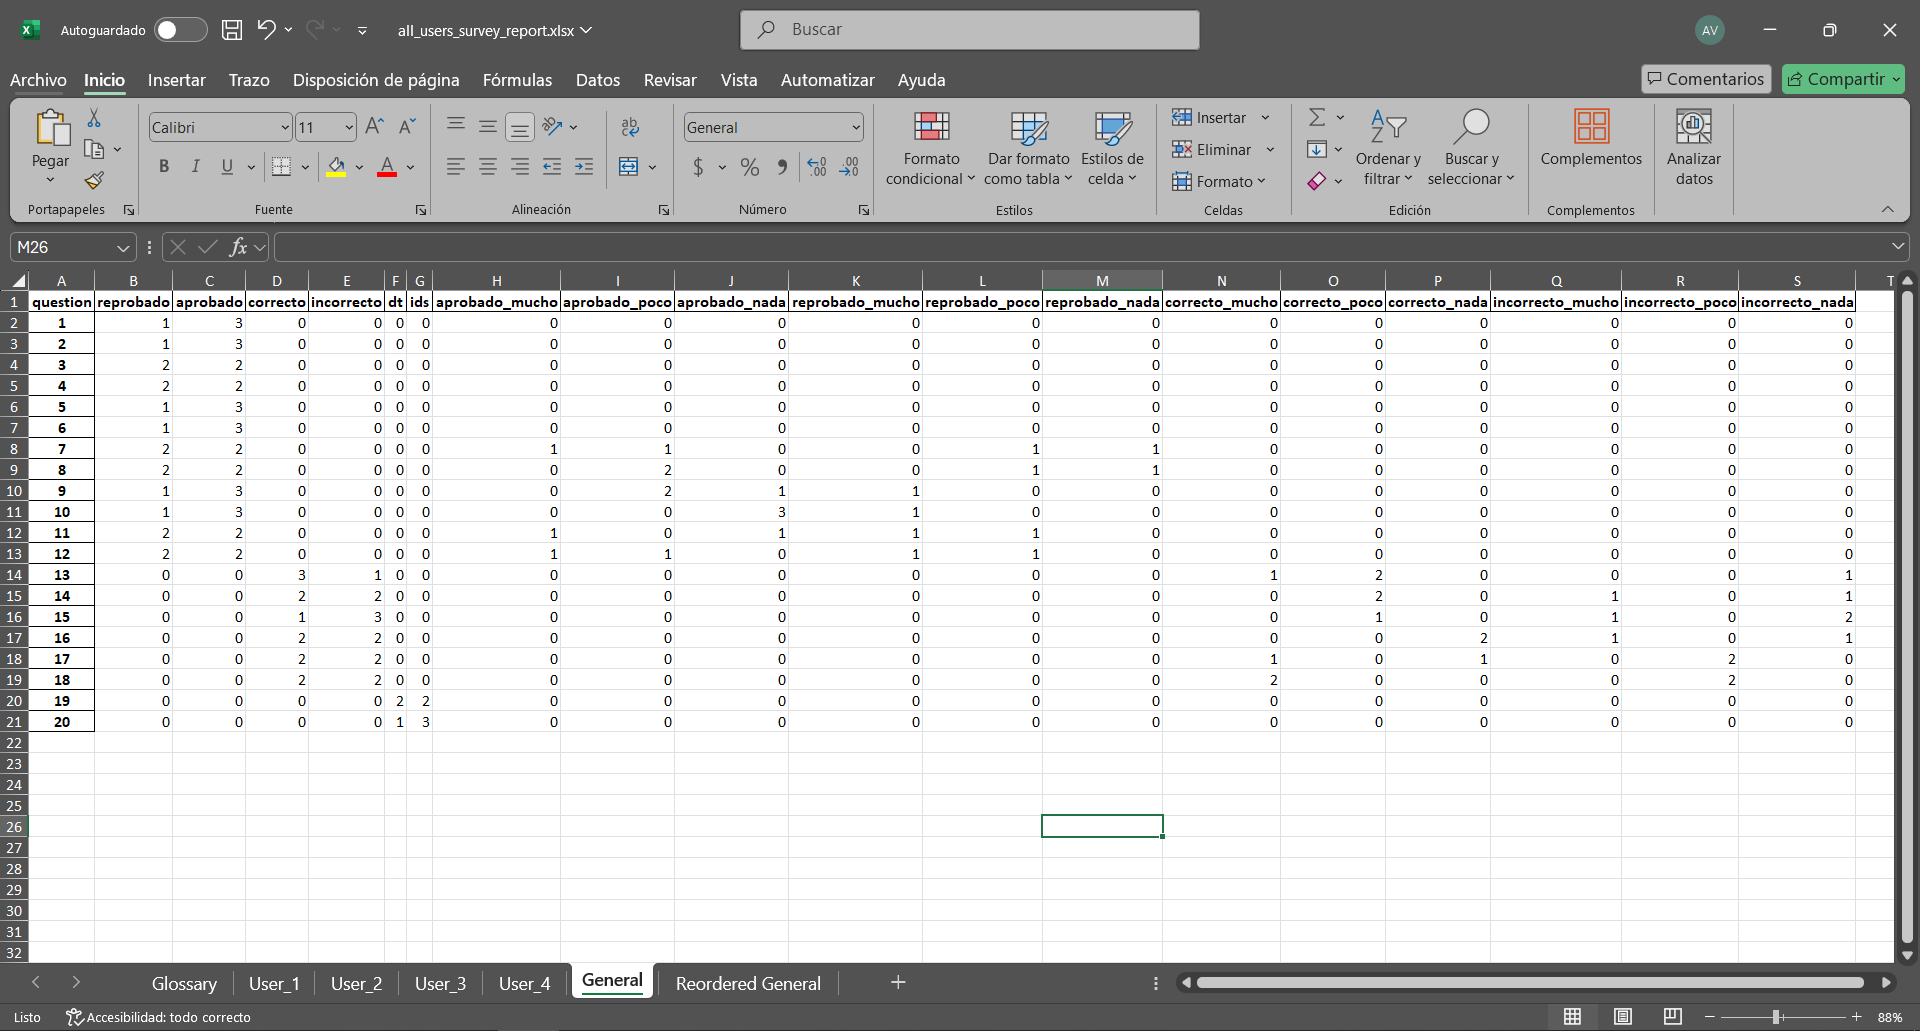 Autoguardado
all_users_survey_report.xlsx
Buscar
AV
Archivo Inicio Insertar Trazo Disposición de página Fórmulas Datos Revisar Vista Automatizar Ayuda
Comentarios Compartir
Pegar
Portapapeles
Calibri 11
N I U
Fuente
Alineación
General
Número
Formato condicional
Dar formato como tabla
Estilos de celda
Estilos
Insertar
Eliminar
Formato
Celdas
Ordenar y filtrar
Buscar y seleccionar
Edición
Complementos
Complementos
Analizar datos
M26 fx
A B C D E F G H I J K L M N O P Q R S T
1 question reprobado aprobado correcto incorrecto dt ids aprobado_mucho aprobado_poco aprobado_nada reprobado_mucho reprobado_poco reprobado_nada correcto_mucho correcto_poco correcto_nada incorrecto_mucho incorrecto_poco incorrecto_nada
2 1 1 3 0 0 0 0 0 0 0 0 0 0 0 0 0 0 0 0
3 2 1 3 0 0 0 0 0 0 0 0 0 0 0 0 0 0 0 0
4 3 2 2 0 0 0 0 0 0 0 0 0 0 0 0 0 0 0 0
5 4 2 2 0 0 0 0 0 0 0 0 0 0 0 0 0 0 0 0
6 5 1 3 0 0 0 0 0 0 0 0 0 0 0 0 0 0 0 0
7 6 1 3 0 0 0 0 0 0 0 0 0 0 0 0 0 0 0 0
8 7 2 2 0 0 0 0 1 1 0 0 1 1 0 0 0 0 0 0
9 8 2 2 0 0 0 0 0 2 0 0 1 1 0 0 0 0 0 0
10 9 1 3 0 0 0 0 0 2 1 1 0 0 0 0 0 0 0 0
11 10 1 3 0 0 0 0 0 0 3 1 0 0 0 0 0 0 0 0
12 11 2 2 0 0 0 0 1 0 1 1 1 0 0 0 0 0 0 0
13 12 2 2 0 0 0 0 1 1 0 1 1 0 0 0 0 0 0 0
14 13 0 0 3 1 0 0 0 0 0 0 0 0 1 2 0 0 0 1
15 14 0 0 2 2 0 0 0 0 0 0 0 0 0 2 0 1 0 1
16 15 0 0 1 3 0 0 0 0 0 0 0 0 0 1 0 1 0 2
17 16 0 0 2 2 0 0 0 0 0 0 0 0 0 0 2 1 0 1
18 17 0 0 2 2 0 0 0 0 0 0 0 0 1 0 1 0 2 0
19 18 0 0 2 2 0 0 0 0 0 0 0 0 2 0 0 0 2 0
20 19 0 0 0 0 2 2 0 0 0 0 0 0 0 0 0 0 0 0
21 20 0 0 0 0 1 3 0 0 0 0 0 0 0 0 0 0 0 0
22
23
24
25
26
27
28
29
30
31
32
Glossary User_1 User_2 User_3 User_4 General Reordered General
Listo Accesibilidad: todo correcto 88%